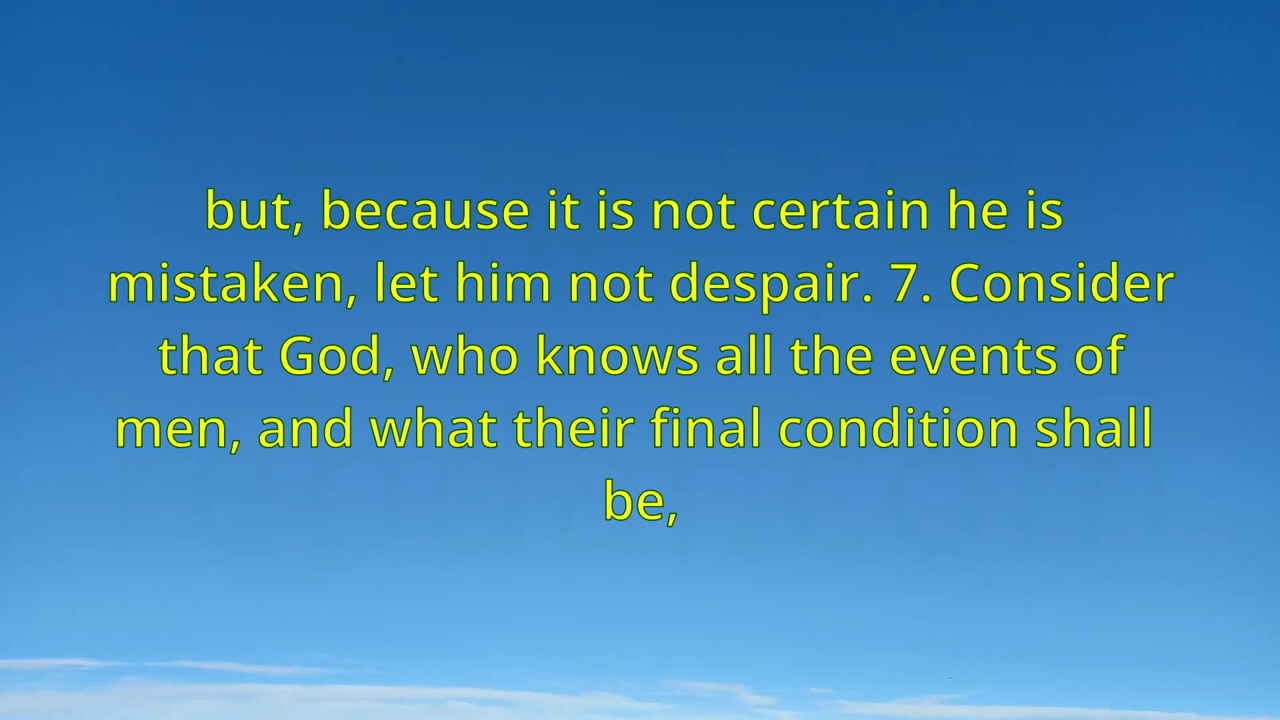 but, because it is not certain he is
mistaken, let him not despair. 7. Consider
that God, who knows all the events of
men, and what their final condition shall
be,